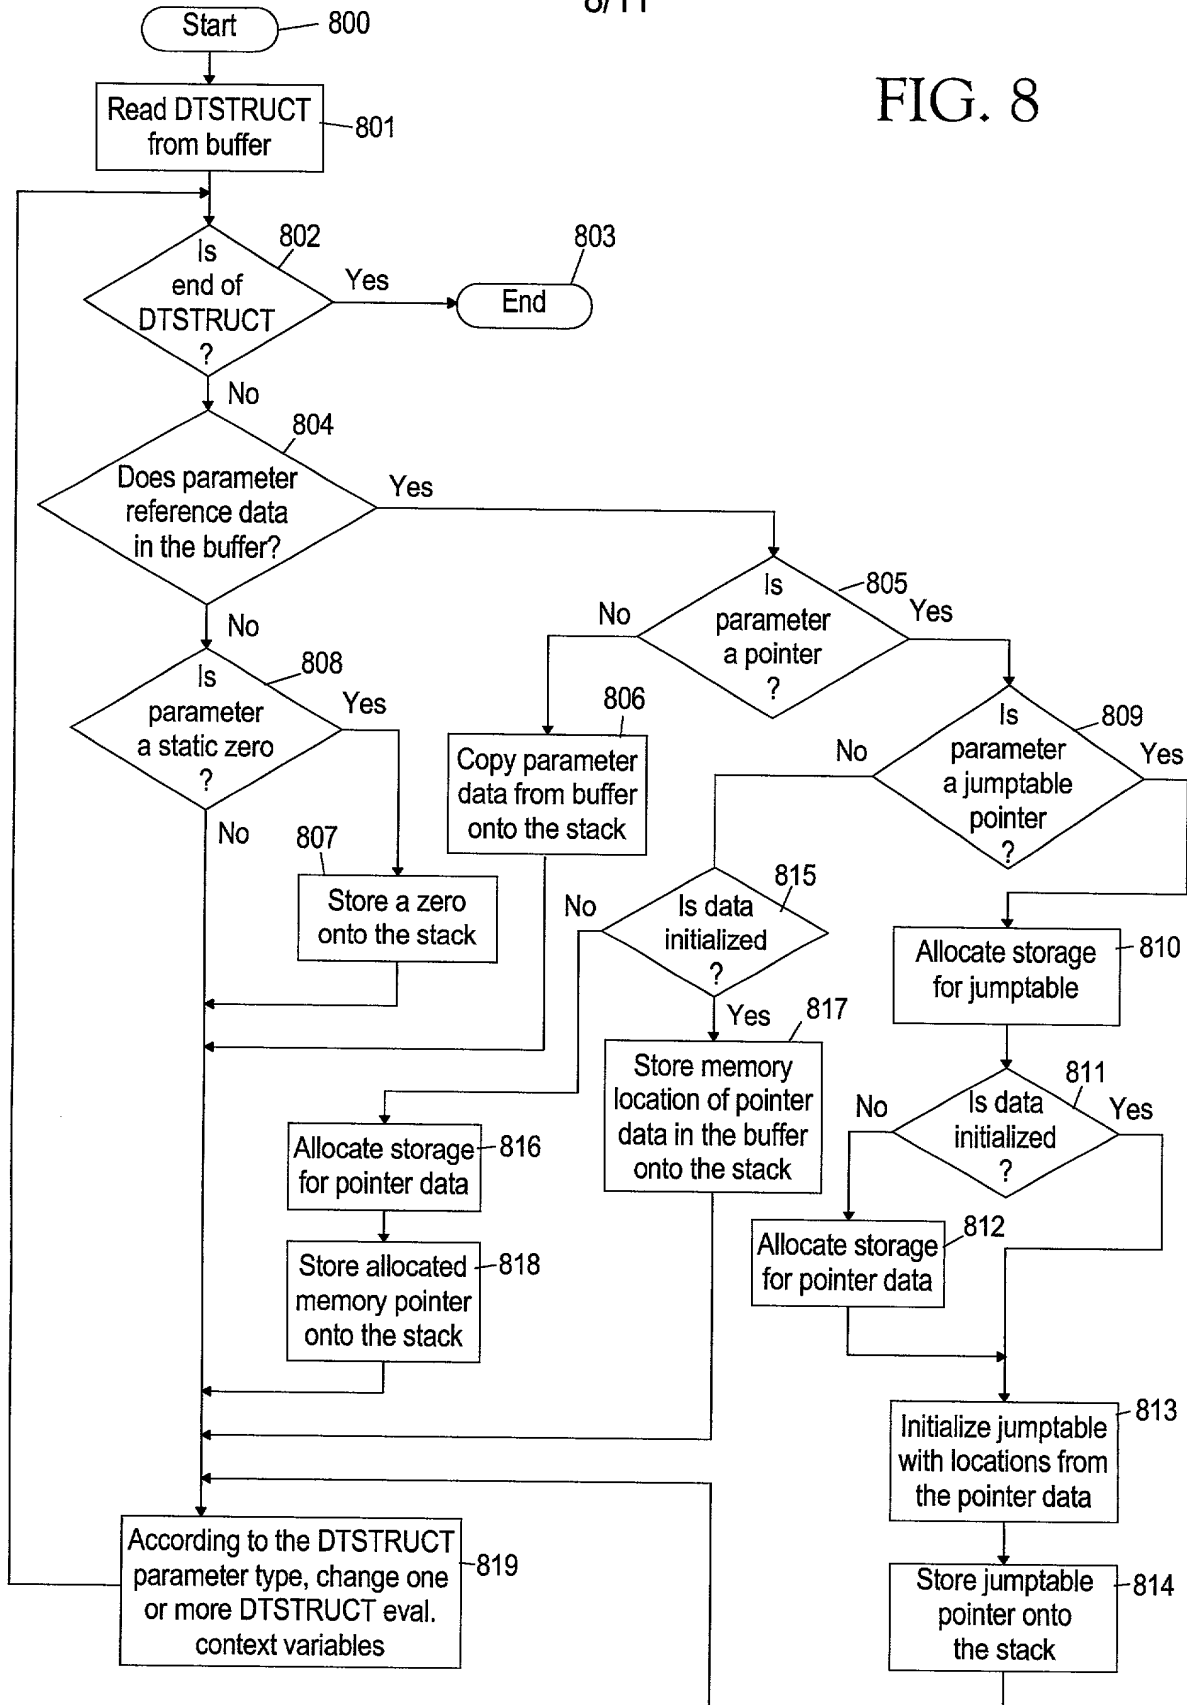 8/11
FIG. 8
Start
800
Read DTSTRUCT
from buffer
801
Is
end of
DTSTRUCT
?
802
Yes
End
803
No
Does parameter
reference data
in the buffer?
804
Yes
No
Is
parameter
a pointer
?
805
No
Yes
Is
parameter
a static zero
?
808
Yes
No
Copy parameter
data from buffer
onto the stack
806
Is
parameter
a jumptable
pointer
?
809
No
Yes
Store a zero
onto the stack
807
Is data
initialized
?
815
No
Yes
Allocate storage
for jumptable
810
Store memory
location of pointer
data in the buffer
onto the stack
817
Is data
initialized
?
811
No
Yes
Allocate storage
for pointer data
816
Allocate storage
for pointer data
812
Store allocated
memory pointer
onto the stack
818
Initialize jumptable
with locations from
the pointer data
813
According to the DTSTRUCT
parameter type, change one
or more DTSTRUCT eval.
context variables
819
Store jumptable
pointer onto
the stack
814